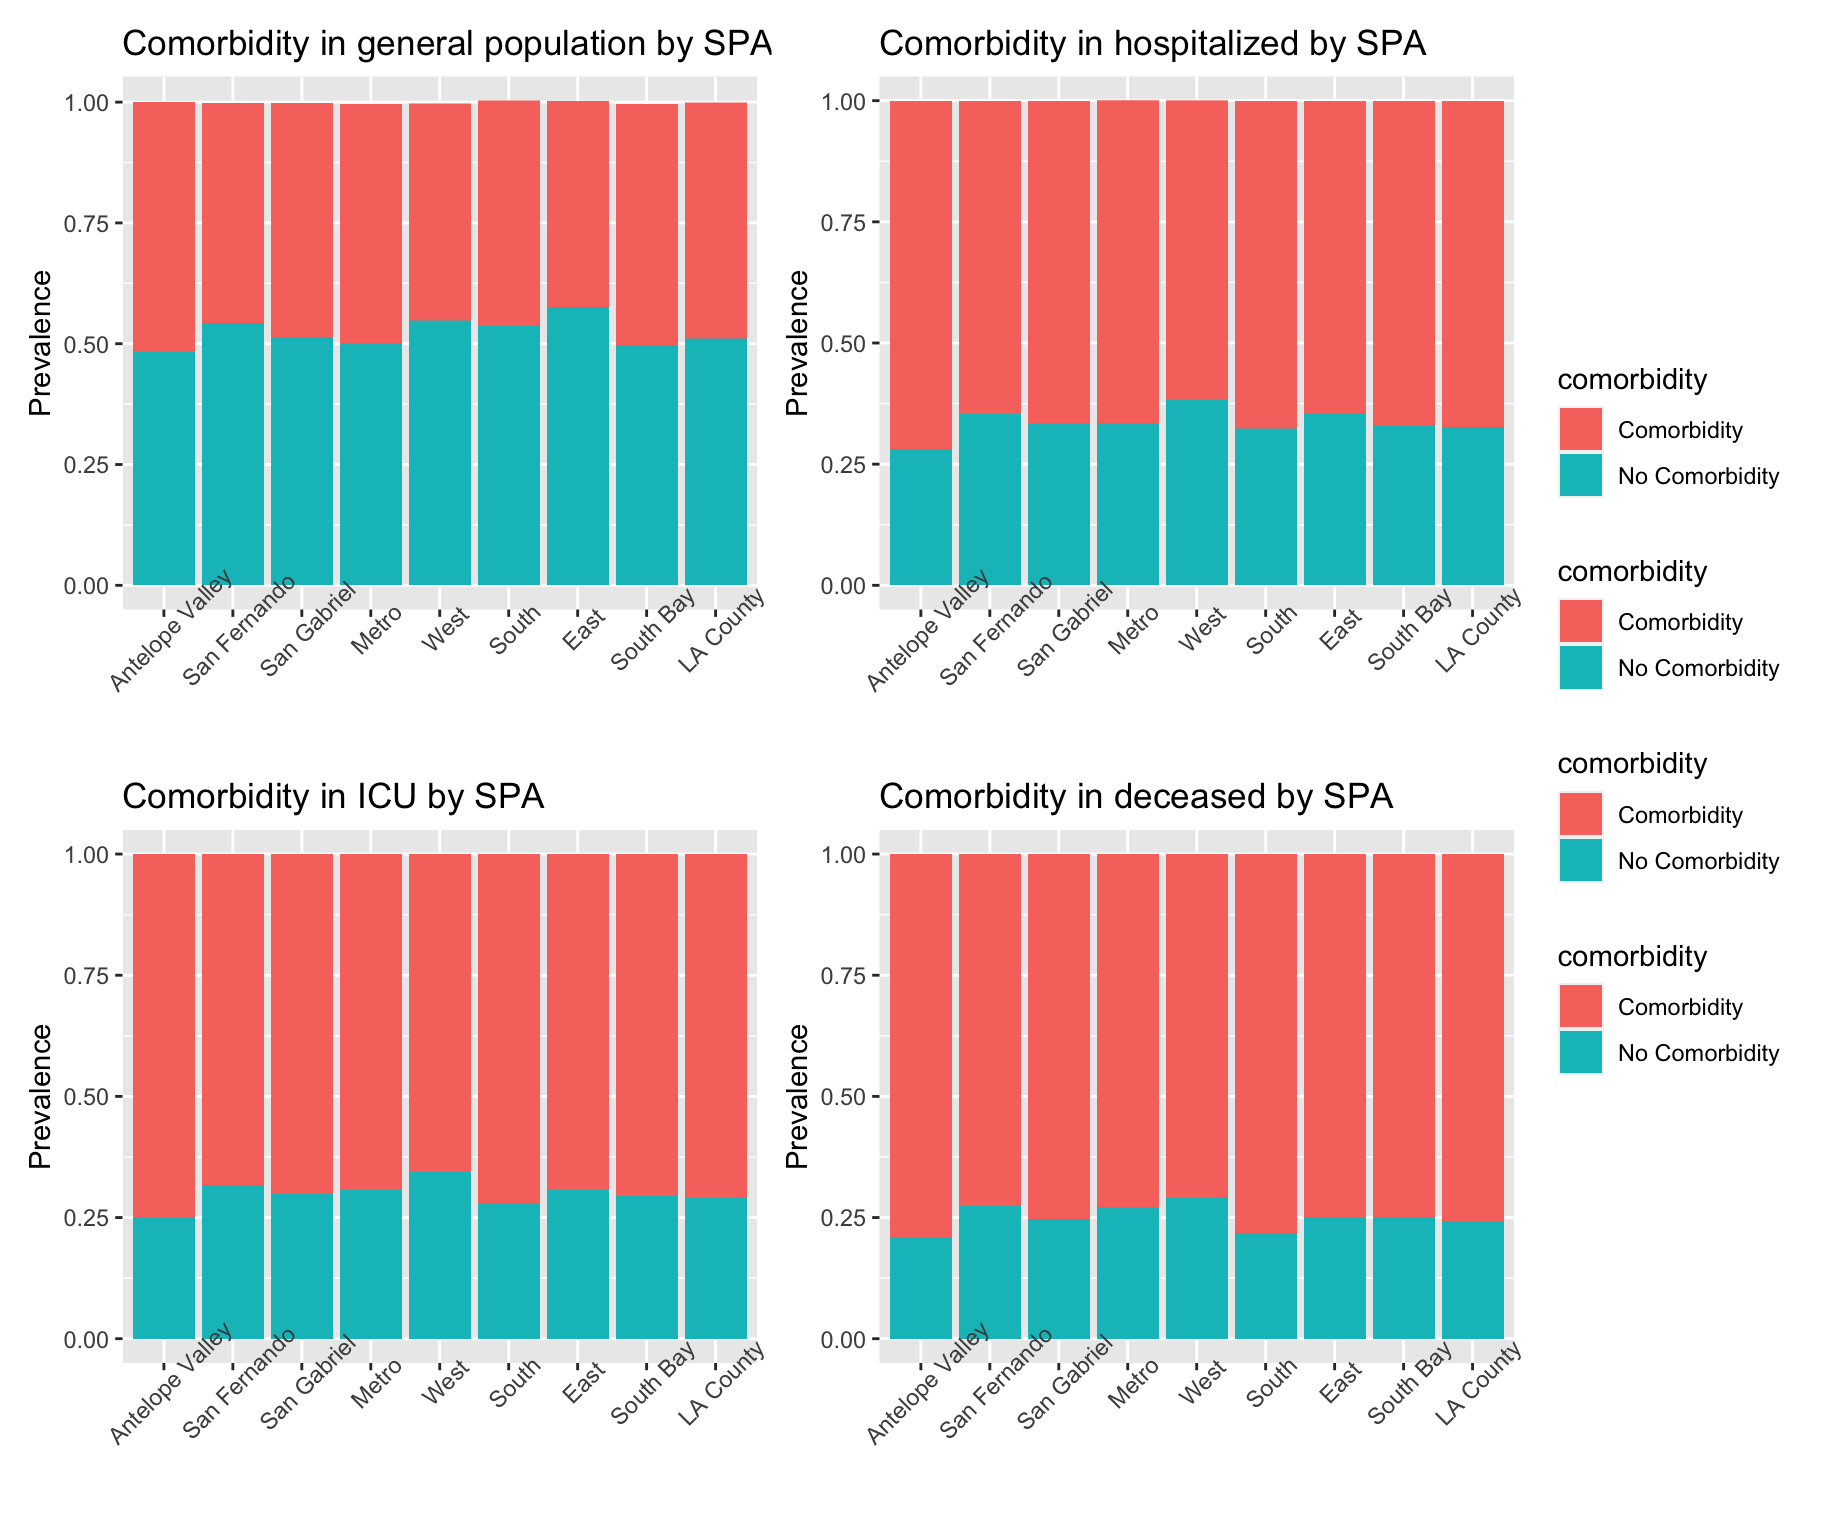 Comorbidity in general population by SPA
Prevalence
1.00
0.75
0.50
0.25
0.00
Antelope Valley
San Fernando
San Gabriel
Metro
West
South
East
South Bay
LA County
Comorbidity in hospitalized by SPA
Prevalence
1.00
0.75
0.50
0.25
0.00
Antelope Valley
San Fernando
San Gabriel
Metro
West
South
East
South Bay
LA County
Comorbidity in ICU by SPA
Prevalence
1.00
0.75
0.50
0.25
0.00
Antelope Valley
San Fernando
San Gabriel
Metro
West
South
East
South Bay
LA County
Comorbidity in deceased by SPA
Prevalence
1.00
0.75
0.50
0.25
0.00
Antelope Valley
San Fernando
San Gabriel
Metro
West
South
East
South Bay
LA County
comorbidity
Comorbidity
No Comorbidity
comorbidity
Comorbidity
No Comorbidity
comorbidity
Comorbidity
No Comorbidity
comorbidity
Comorbidity
No Comorbidity